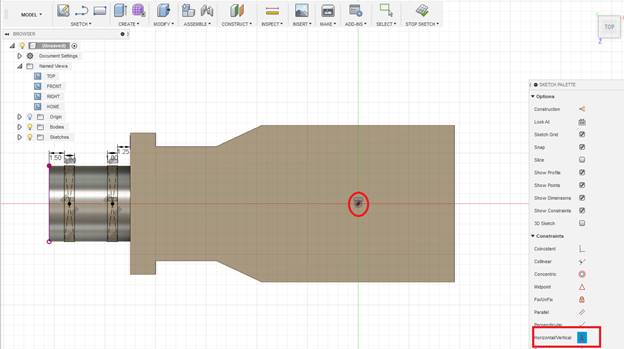 MODEL
SKETCH
CREATE
MODIFY
ASSEMBLE
CONSTRUCT
INSPECT
INSERT
MAKE
ADD-INS
SELECT
STOP SKETCH
BROWSER
(Unsaved)
Document Settings
Named Views
TOP
FRONT
RIGHT
HOME
Origin
Bodies
Sketches
1.50
1.25
TOP
Z
SKETCH PALETTE
Options
Construction
Look At
Sketch Grid
Snap
Slice
Show Profile
Show Points
Show Dimensions
Show Constraints
3D Sketch
Constraints
Coincident
Collinear
Concentric
Midpoint
Fix/UnFix
Parallel
Perpendicular
Horizontal/Vertical